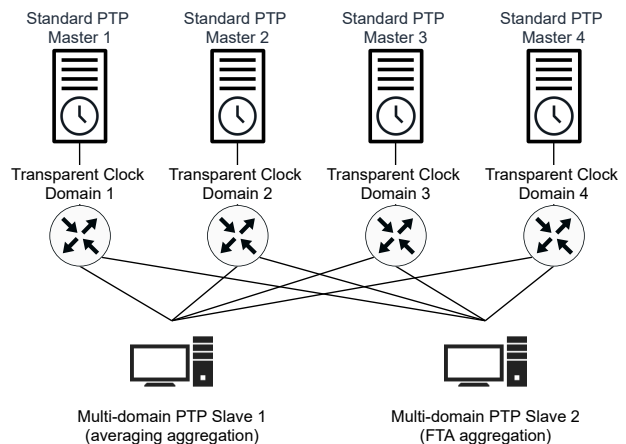 Standard PTP
Master 1
Standard PTP
Master 2
Standard PTP
Master 3
Standard PTP
Master 4
Transparent Clock
Domain 1
Transparent Clock
Domain 2
Transparent Clock
Domain 3
Transparent Clock
Domain 4
Multi-domain PTP Slave 1
(averaging aggregation)
Multi-domain PTP Slave 2
(FTA aggregation)